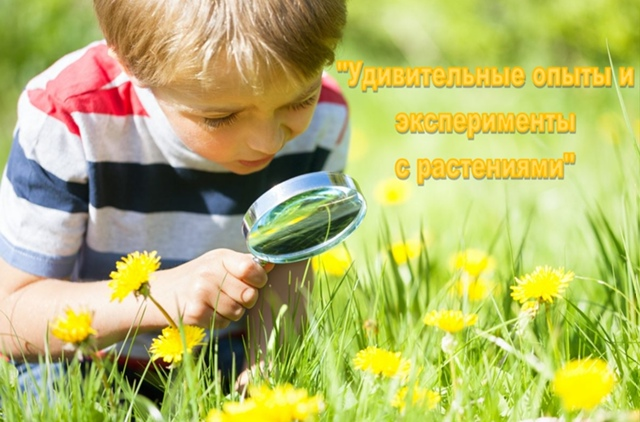 "Удивительные опыты и
эксперименты
с растениями"